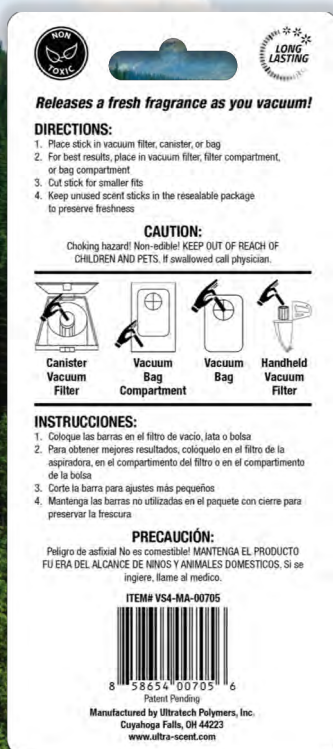 NON
TOXIC
LONG
LASTING
Releases a fresh fragrance as you vacuum!
DIRECTIONS:
1. Place stick in vacuum filter, canister, or bag
2. For best results, place in vacuum filter, filter compartment,
or bag compartment
3. Cut stick for smaller fits
4. Keep unused scent sticks in the resealable package
to preserve freshness
CAUTION:
Choking hazard! Non-edible! KEEP OUT OF REACH OF
CHILDREN AND PETS. If swallowed call physician.
Canister
Vacuum
Filter
Vacuum
Bag
Compartment
Vacuum
Bag
Handheld
Vacuum
Filter
INSTRUCCIONES:
1. Coloque las barras en el filtro de vacío, lata o bolsa
2. Para obtener mejores resultados, colóquelo en el filtro de la
aspiradora, en el compartimento del filtro o en el compartimento
de la bolsa
3. Corte la barra para ajustes más pequeños
4. Mantenga las barras no utilizadas en el paquete con cierre para
preservar la frescura
PRECAUCIÓN:
Peligro de asfixia! No es comestible! MANTENGA EL PRODUCTO
FU ERA DEL ALCANCE DE NINOS Y ANIMALES DOMESTICOS. Si se
ingiere, llame al medico.
ITEM# VS4-MA-00705
8 58654 00705 6
Patent Pending
Manufactured by Ultratech Polymers, Inc.
Cuyahoga Falls, OH 44223
www.ultra-scent.com